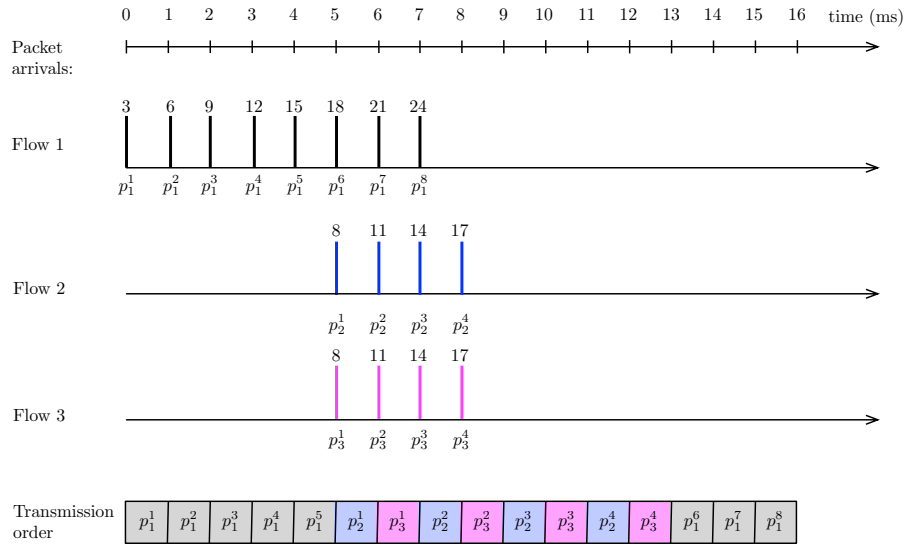 0 1 2 3 4 5 6 7 8 9 10 11 12 13 14 15 16 time (ms)
Packet
arrivals:
3 6 9 12 15 18 21 24
Flow 1
p_1^1 p_1^2 p_1^3 p_1^4 p_1^5 p_1^6 p_1^7 p_1^8
8 11 14 17
Flow 2
p_2^1 p_2^2 p_2^3 p_2^4
8 11 14 17
Flow 3
p_3^1 p_3^2 p_3^3 p_3^4
Transmission
order
p_1^1 p_1^2 p_1^3 p_1^4 p_1^5 p_2^1 p_3^1 p_2^2 p_3^2 p_2^3 p_3^3 p_2^4 p_3^4 p_1^6 p_1^7 p_1^8